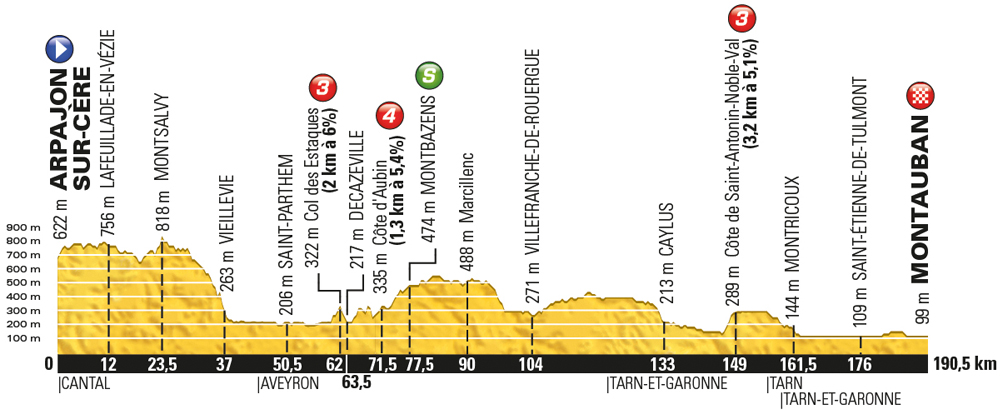 622 m ARPAJON
SUR-CÈRE
756 m LAFEUILLADE-EN-VÉZIE
818 m MONTSALVY
263 m VIEILLEVIE
206 m SAINT-PARTHEM
3
322 m Col des Estaques
(2 km à 6%)
217 m DECAZEVILLE
4
335 m Côte d'Aubin
(1,3 km à 5,4%)
S
474 m MONTBAZENS
488 m Marcillenc
271 m VILLEFRANCHE-DE-ROUERGUE
213 m CAYLUS
3
289 m Côte de Saint-Antonin-Noble-Val
(3,2 km à 5,1%)
144 m MONTRICOUX
109 m SAINT-ÉTIENNE-DE-TULMONT
99 m MONTAUBAN
900 m
800 m
700 m
600 m
500 m
400 m
300 m
200 m
100 m
0 12 23,5 37 50,5 62 63,5 71,5 77,5 90 104 133 149 161,5 176 190,5 km
|CANTAL |AVEYRON |TARN-ET-GARONNE |TARN
|TARN-ET-GARONNE